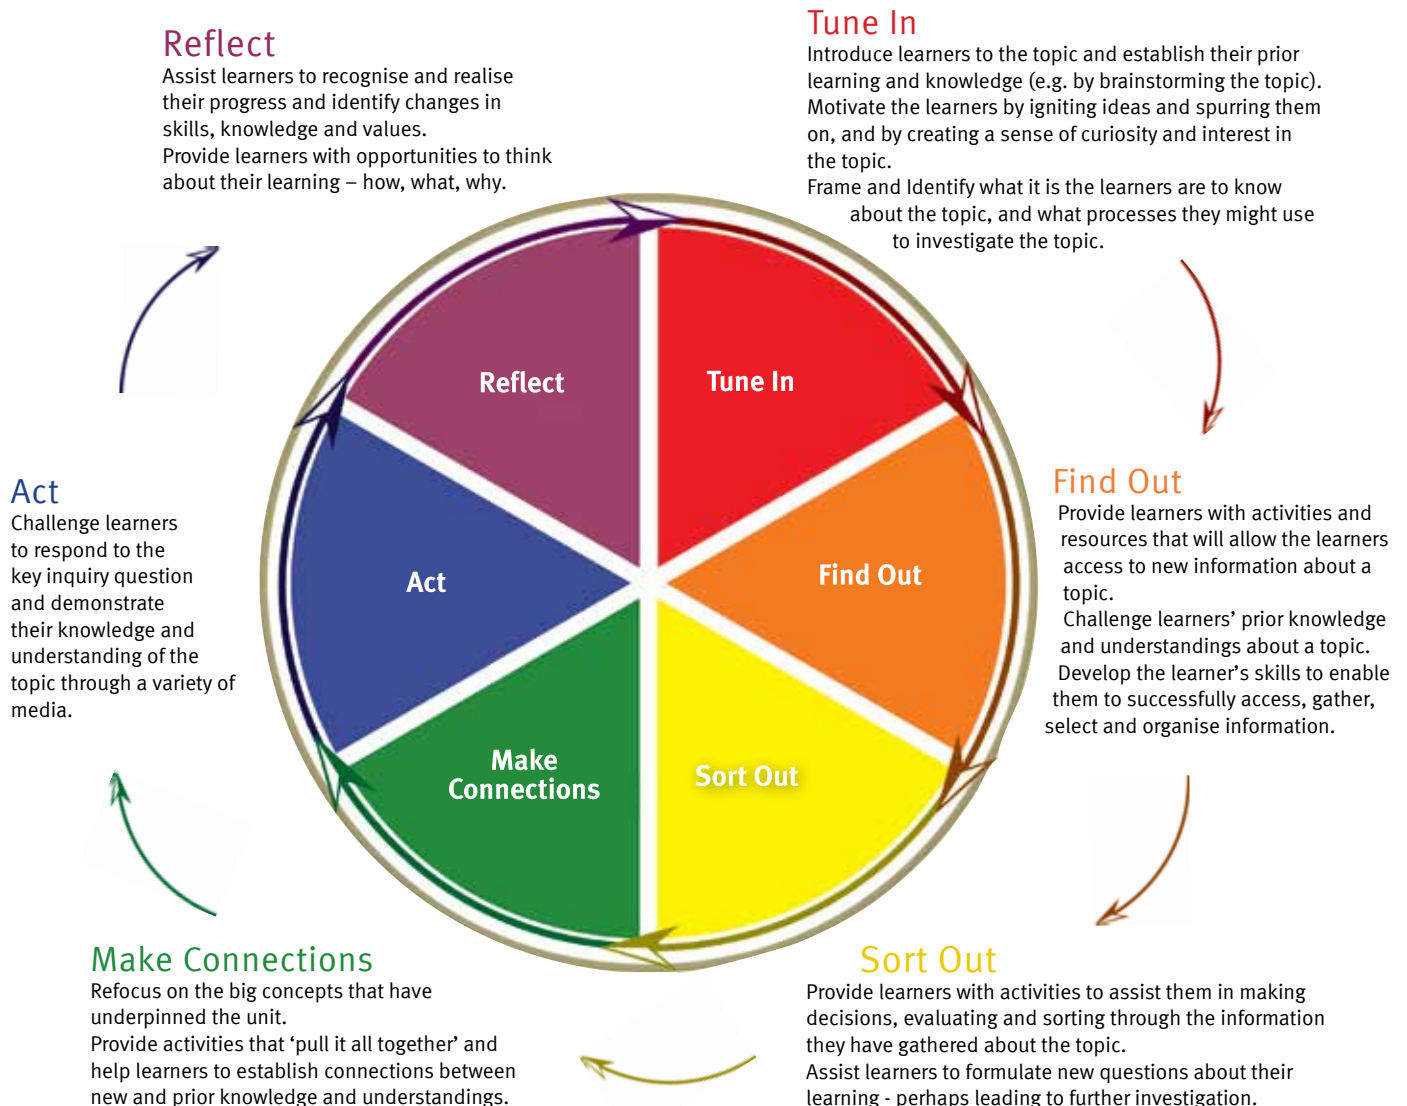 Reflect
Assist learners to recognise and realise
their progress and identify changes in
skills, knowledge and values.
Provide learners with opportunities to think
about their learning – how, what, why.
Tune In
Introduce learners to the topic and establish their prior
learning and knowledge (e.g. by brainstorming the topic).
Motivate the learners by igniting ideas and spurring them
on, and by creating a sense of curiosity and interest in
the topic.
Frame and Identify what it is the learners are to know
about the topic, and what processes they might use
to investigate the topic.
Reflect
Tune In
Act
Find Out
Make
Connections
Sort Out
Act
Challenge learners
to respond to the
key inquiry question
and demonstrate
their knowledge and
understanding of the
topic through a variety of
media.
Find Out
Provide learners with activities and
resources that will allow the learners
access to new information about a
topic.
Challenge learners’ prior knowledge
and understandings about a topic.
Develop the learner’s skills to enable
them to successfully access, gather,
select and organise information.
Make Connections
Refocus on the big concepts that have
underpinned the unit.
Provide activities that ‘pull it all together’ and
help learners to establish connections between
new and prior knowledge and understandings.
Sort Out
Provide learners with activities to assist them in making
decisions, evaluating and sorting through the information
they have gathered about the topic.
Assist learners to formulate new questions about their
learning - perhaps leading to further investigation.